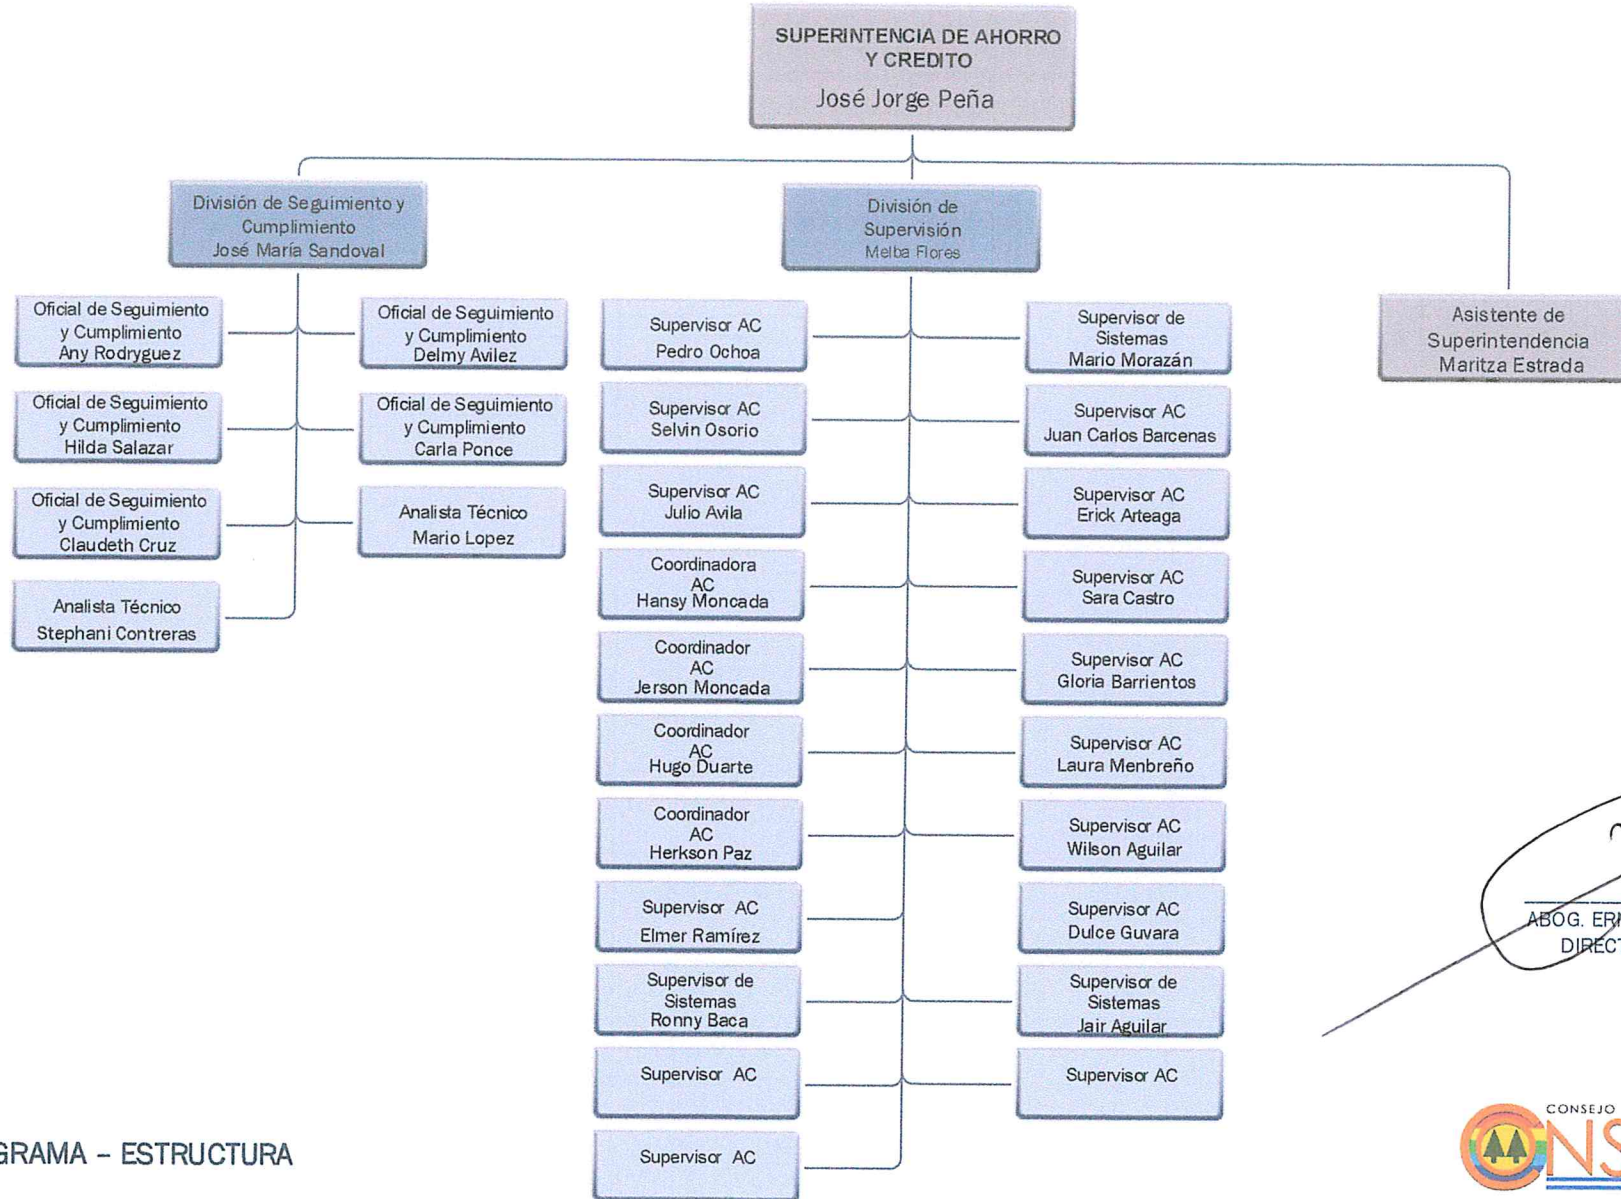 SUPERINTENCIA DE AHORRO
Y CREDITO
José Jorge Peña
División de Seguimiento y
Cumplimiento
José María Sandoval
División de
Supervisión
Melba Flores
Asistente de
Superintendencia
Maritza Estrada
Oficial de Seguimiento
y Cumplimiento
Any Rodryguez
Oficial de Seguimiento
y Cumplimiento
Delmy Avilez
Oficial de Seguimiento
y Cumplimiento
Hilda Salazar
Oficial de Seguimiento
y Cumplimiento
Carla Ponce
Oficial de Seguimiento
y Cumplimiento
Claudeth Cruz
Analista Técnico
Mario Lopez
Analista Técnico
Stephani Contreras
Supervisor AC
Pedro Ochoa
Supervisor de
Sistemas
Mario Morazán
Supervisor AC
Selvin Osorio
Supervisor AC
Juan Carlos Barcenas
Supervisor AC
Julio Avila
Supervisor AC
Erick Arteaga
Coordinadora
AC
Hansy Moncada
Supervisor AC
Sara Castro
Coordinador
AC
Jerson Moncada
Supervisor AC
Gloria Barrientos
Coordinador
AC
Hugo Duarte
Supervisor AC
Laura Menbreño
Coordinador
AC
Herkson Paz
Supervisor AC
Wilson Aguilar
Supervisor AC
Elmer Ramírez
Supervisor AC
Dulce Guvara
Supervisor de
Sistemas
Ronny Baca
Supervisor de
Sistemas
Jair Aguilar
Supervisor AC
Supervisor AC
Supervisor AC
ABOG. ERN
DIRECT
GRAMA – ESTRUCTURA
CONSEJO
CNS